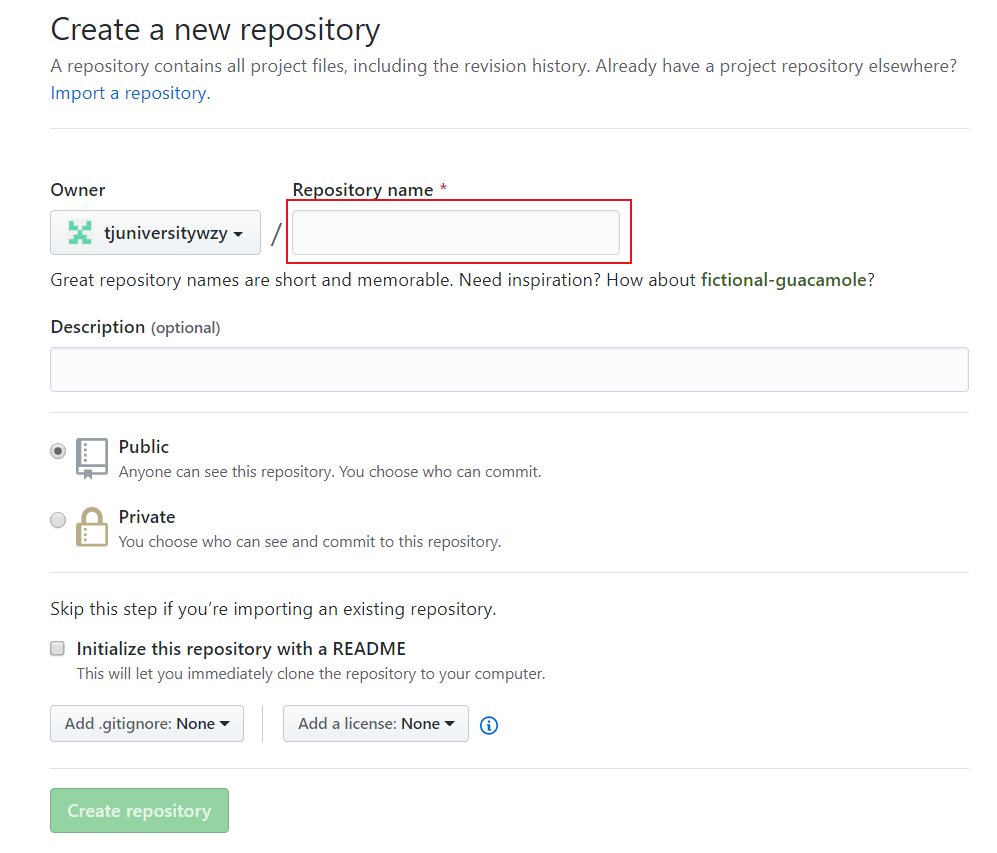 Create a new repository
A repository contains all project files, including the revision history. Already have a project repository elsewhere?
Import a repository.
Owner
Repository name *
tjuniversitywzy
/
Great repository names are short and memorable. Need inspiration? How about fictional-guacamole?
Description (optional)
Public
Anyone can see this repository. You choose who can commit.
Private
You choose who can see and commit to this repository.
Skip this step if you’re importing an existing repository.
Initialize this repository with a README
This will let you immediately clone the repository to your computer.
Add .gitignore: None
Add a license: None
Create repository